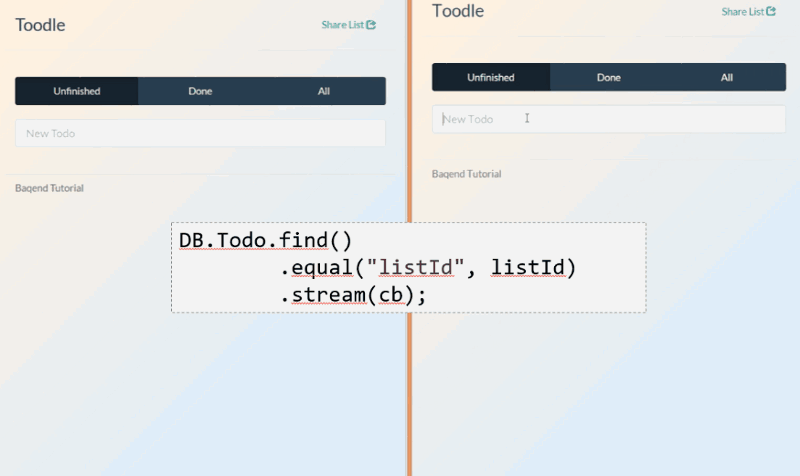 Toodle
Share List
Unfinished Done All
New Todo
Baqend Tutorial
Toodle
Share List
Unfinished Done All
New Todo
Baqend Tutorial
DB.Todo.find()
.equal("listId", listId)
.stream(cb);